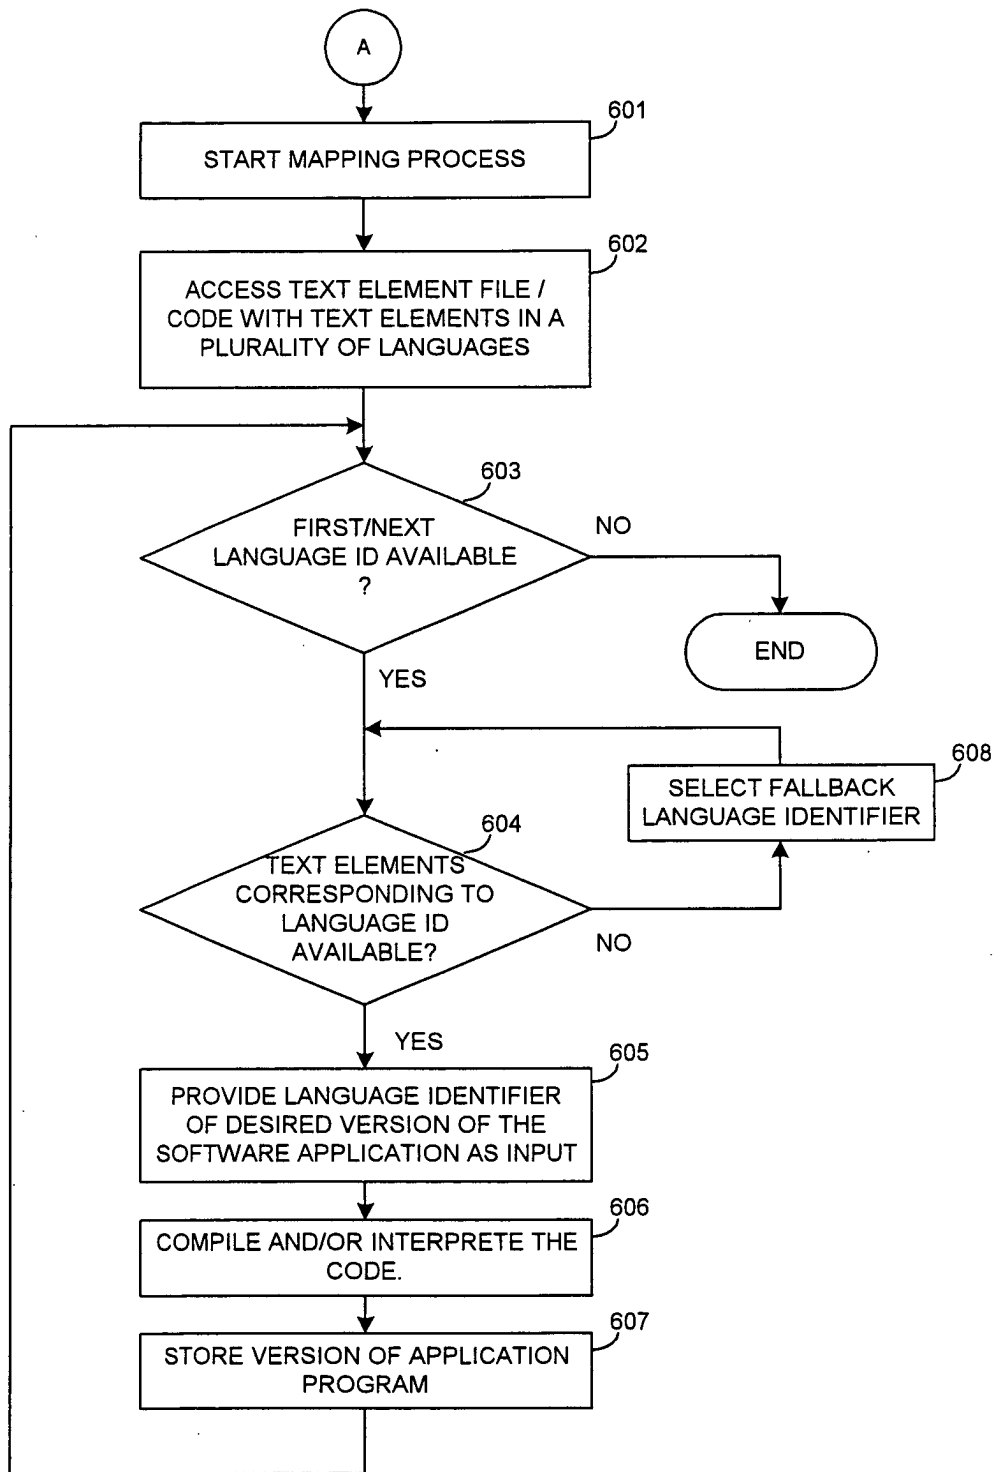 A
601
START MAPPING PROCESS
602
ACCESS TEXT ELEMENT FILE /
CODE WITH TEXT ELEMENTS IN A
PLURALITY OF LANGUAGES
603
FIRST/NEXT
LANGUAGE ID AVAILABLE
?
NO
END
YES
608
SELECT FALLBACK
LANGUAGE IDENTIFIER
604
TEXT ELEMENTS
CORRESPONDING TO
LANGUAGE ID
AVAILABLE?
NO
YES
605
PROVIDE LANGUAGE IDENTIFIER
OF DESIRED VERSION OF THE
SOFTWARE APPLICATION AS INPUT
606
COMPILE AND/OR INTERPRETE THE
CODE.
607
STORE VERSION OF APPLICATION
PROGRAM